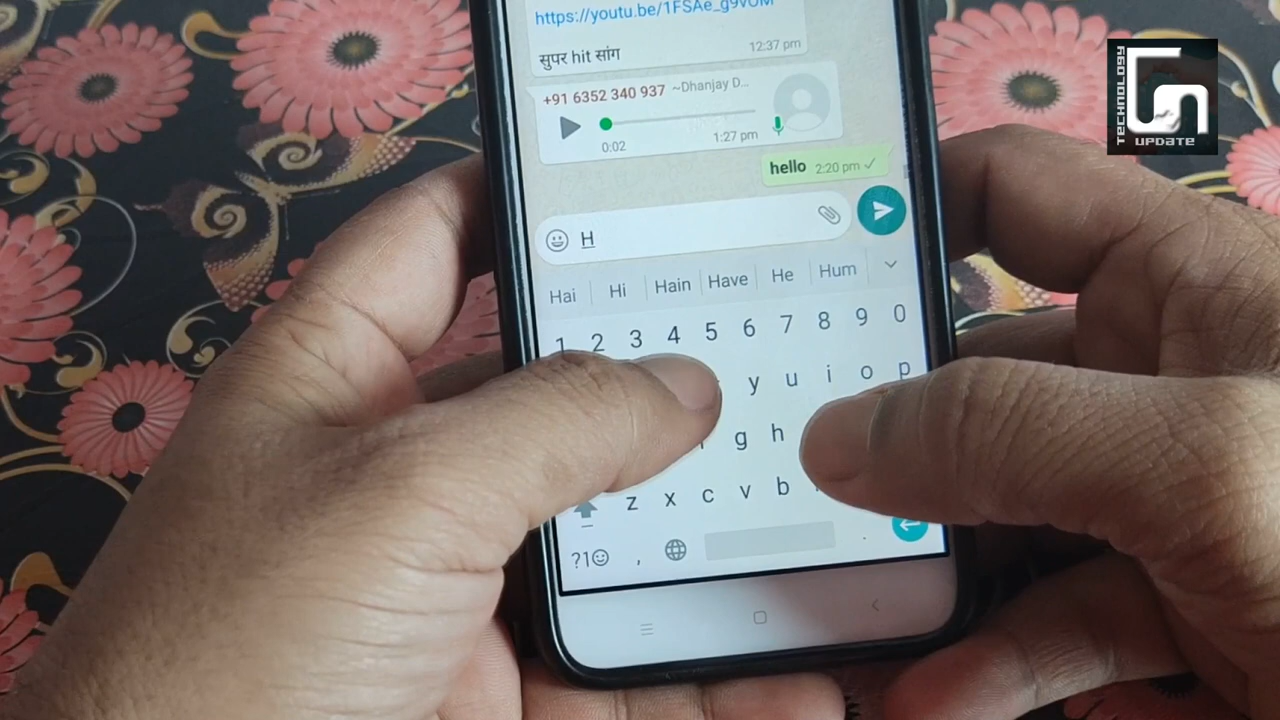 https://youtu.be/1FSAe_g9vUM
सुपर hit सांग
12:37 pm
+91 6352 340 937 ~Dhanjay D...
0:02
1:27 pm
hello 2:20 pm
H
Hai Hi Hain Have He Hum
1 2 3 4 5 6 7 8 9 0
y u i o p
g h
z x c v b
?1 , .
TECHNOLOGY
UPDATE